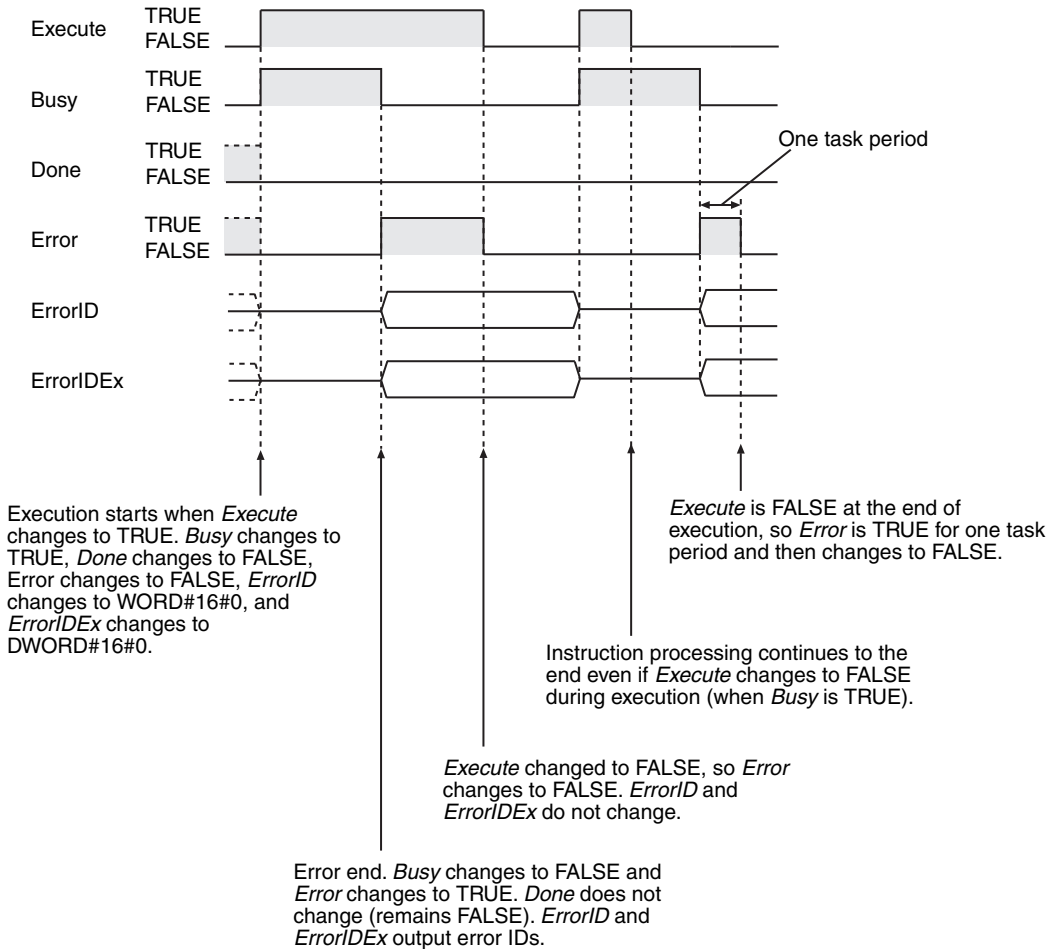 Execute
TRUE
FALSE
Busy
TRUE
FALSE
One task period
Done
TRUE
FALSE
Error
TRUE
FALSE
ErrorID
ErrorIDEx
Execution starts when Execute
changes to TRUE. Busy changes to
TRUE, Done changes to FALSE,
Error changes to FALSE, ErrorID
changes to WORD#16#0, and
ErrorIDEx changes to
DWORD#16#0.
Execute is FALSE at the end of
execution, so Error is TRUE for one task
period and then changes to FALSE.
Instruction processing continues to the
end even if Execute changes to FALSE
during execution (when Busy is TRUE).
Execute changed to FALSE, so Error
changes to FALSE. ErrorID and
ErrorIDEx do not change.
Error end. Busy changes to FALSE and
Error changes to TRUE. Done does not
change (remains FALSE). ErrorID and
ErrorIDEx output error IDs.